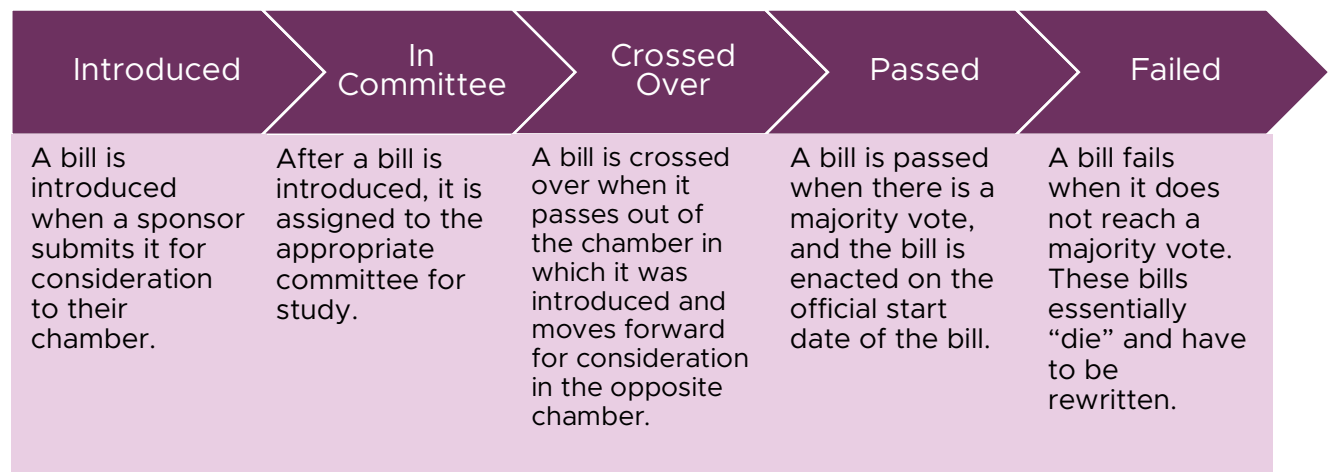 Introduced
In
Committee
Crossed
Over
Passed
Failed
A bill is
introduced
when a sponsor
submits it for
consideration
to their
chamber.
After a bill is
introduced, it is
assigned to the
appropriate
committee for
study.
A bill is crossed
over when it
passes out of
the chamber in
which it was
introduced and
moves forward
for consideration
in the opposite
chamber.
A bill is passed
when there is a
majority vote,
and the bill is
enacted on the
official start
date of the bill.
A bill fails
when it does
not reach a
majority vote.
These bills
essentially
“die” and have
to be
rewritten.